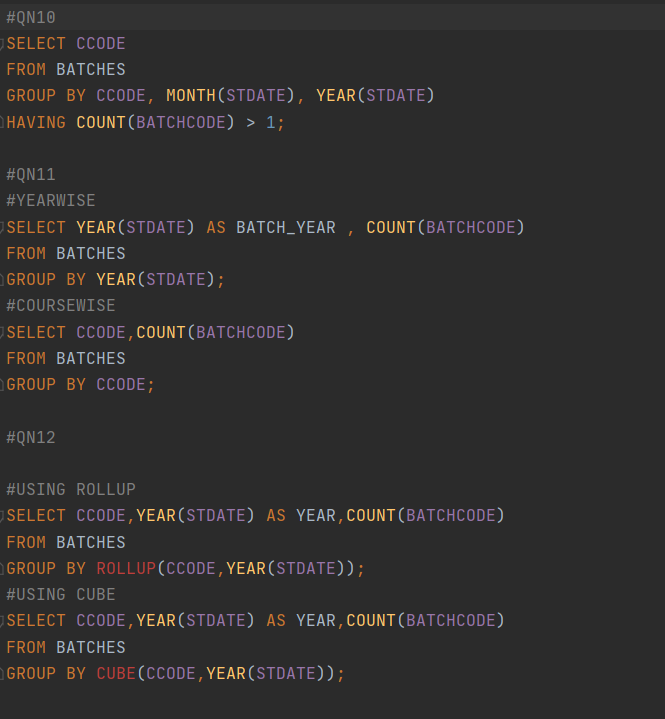 #QN10
SELECT CCODE
FROM BATCHES
GROUP BY CCODE, MONTH(STDATE), YEAR(STDATE)
HAVING COUNT(BATCHCODE) > 1;
#QN11
#YEARWISE
SELECT YEAR(STDATE) AS BATCH_YEAR , COUNT(BATCHCODE)
FROM BATCHES
GROUP BY YEAR(STDATE);
#COURSEWISE
SELECT CCODE,COUNT(BATCHCODE)
FROM BATCHES
GROUP BY CCODE;
#QN12
#USING ROLLUP
SELECT CCODE,YEAR(STDATE) AS YEAR,COUNT(BATCHCODE)
FROM BATCHES
GROUP BY ROLLUP(CCODE,YEAR(STDATE));
#USING CUBE
SELECT CCODE,YEAR(STDATE) AS YEAR,COUNT(BATCHCODE)
FROM BATCHES
GROUP BY CUBE(CCODE,YEAR(STDATE));